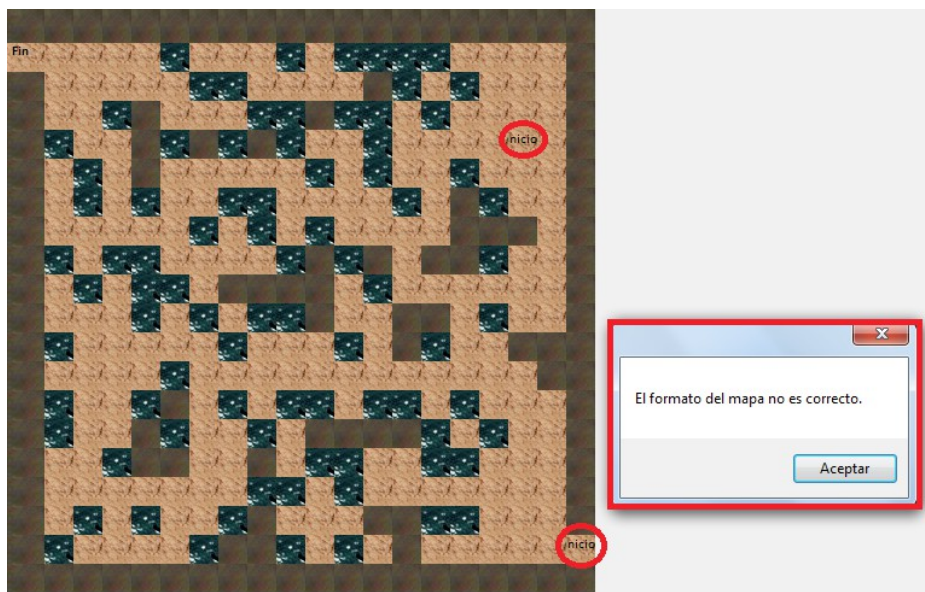 Fin
nicio
nicio
El formato del mapa no es correcto.
Aceptar